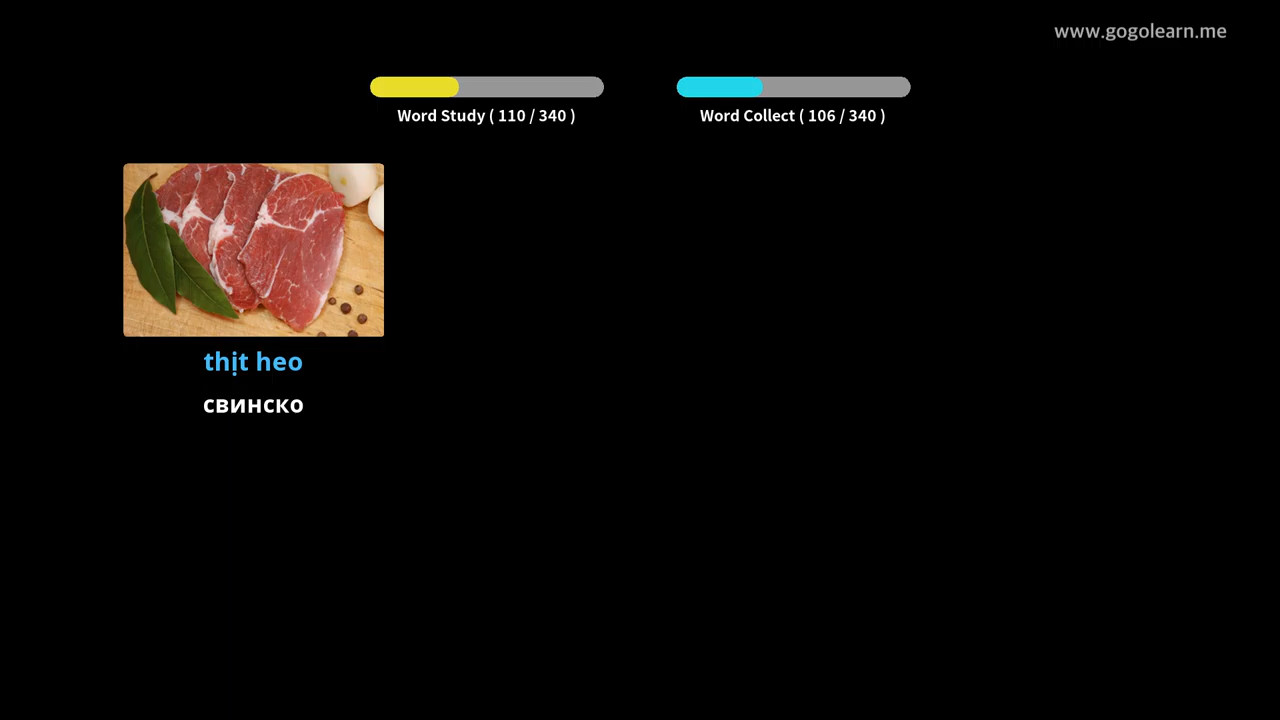 www.gogolearn.me
Word Study ( 110 / 340 )
Word Collect ( 106 / 340 )
thịt heo
свинско